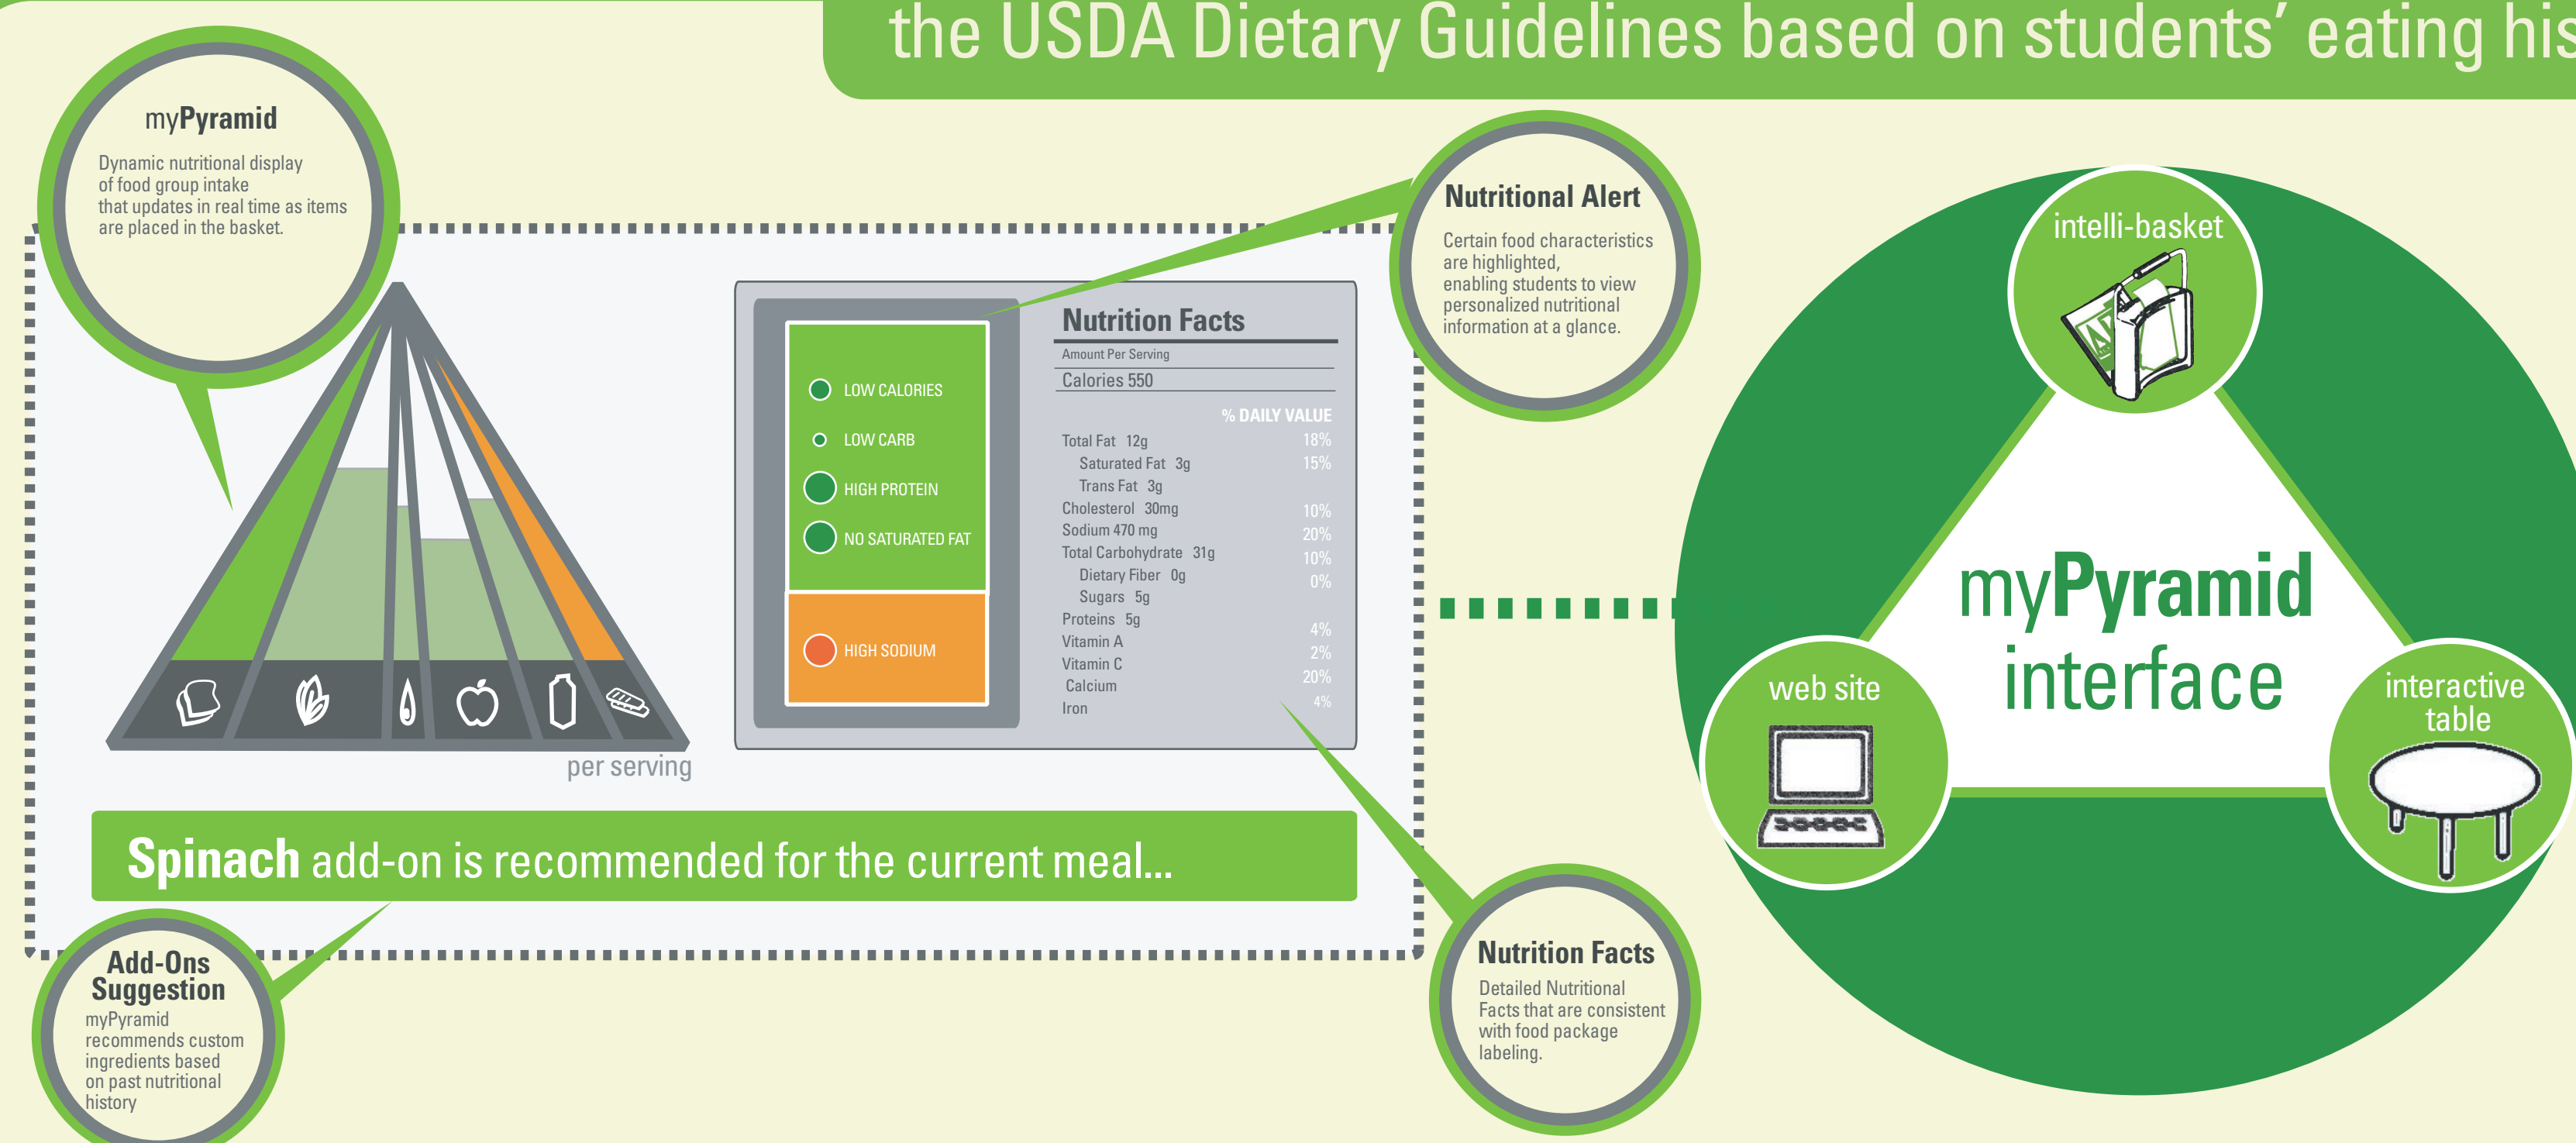 the USDA Dietary Guidelines based on students' eating his
myPyramid
Dynamic nutritional display
of food group intake
that updates in real time as items
are placed in the basket.
Nutritional Alert
Certain food characteristics
are highlighted,
enabling students to view
personalized nutritional
information at a glance.
LOW CALORIES
LOW CARB
HIGH PROTEIN
NO SATURATED FAT
HIGH SODIUM
Nutrition Facts
Amount Per Serving
Calories 550
% DAILY VALUE
Total Fat 12g 18%
Saturated Fat 3g 15%
Trans Fat 3g
Cholesterol 30mg 10%
Sodium 470 mg 20%
Total Carbohydrate 31g 10%
Dietary Fiber 0g 0%
Sugars 5g
Proteins 5g
Vitamin A 4%
Vitamin C 2%
Calcium 20%
Iron 4%
per serving
Spinach add-on is recommended for the current meal...
Add-Ons
Suggestion
myPyramid
recommends custom
ingredients based
on past nutritional
history
Nutrition Facts
Detailed Nutritional
Facts that are consistent
with food package
labeling.
intelli-basket
myPyramid
interface
web site
interactive
table